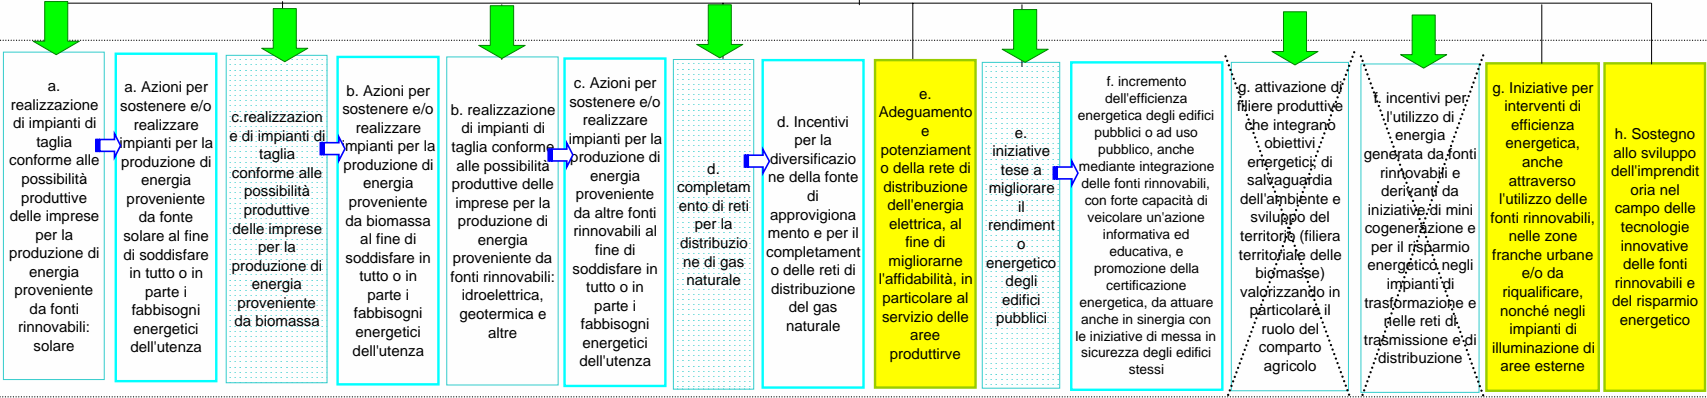 a.
realizzazione
di impianti di
taglia
conforme alle
possibilità
produttive
delle imprese
per la
produzione di
energia
proveniente
da fonti
rinnovabili:
solare
a. Azioni per
sostenere e/o
realizzare
impianti per la
produzione di
energia
proveniente
da fonte
solare al fine
di soddisfare
in tutto o in
parte i
fabbisogni
energetici
dell'utenza
c.realizzazion
e di impianti di
taglia
conforme alle
possibilità
produttive
delle imprese
per la
produzione di
energia
proveniente
da biomassa
b. Azioni per
sostenere e/o
realizzare
impianti per la
produzione di
energia
proveniente
da biomassa
al fine di
soddisfare in
tutto o in
parte i
fabbisogni
energetici
dell'utenza
b. realizzazione
di impianti di
taglia conforme
alle possibilità
produttive delle
imprese per la
produzione di
energia
proveniente da
fonti rinnovabili:
idroelettrica,
geotermica e
altre
c. Azioni per
sostenere e/o
realizzare
impianti per la
produzione di
energia
proveniente
da altre fonti
rinnovabili al
fine di
soddisfare in
tutto o in
parte i
fabbisogni
energetici
dell'utenza
d.
completam
ento di reti
per la
distribuzio
ne di gas
naturale
d. Incentivi
per la
diversificazio
ne della fonte
di
approvigiona
mento e per il
completament
o delle reti di
distribuzione
del gas
naturale
e.
Adeguamento
e
potenziament
o della rete di
distribuzione
dell'energia
elettrica, al
fine di
migliorarne
l'affidabilità, in
particolare al
servizio delle
aree
produttirve
e.
iniziative
tese a
migliorare
il
rendiment
o
energetico
degli
edifici
pubblici
f. incremento
dell'efficienza
energetica degli edifici
pubblici o ad uso
pubblico, anche
mediante integrazione
delle fonti rinnovabili,
con forte capacità di
veicolare un'azione
informativa ed
educativa, e
promozione della
certificazione
energetica, da attuare
anche in sinergia con
le iniziative di messa in
sicurezza degli edifici
stessi
g. attivazione di
filiere produttive
che integrano
obiettivi
energetici, di
salvaguardia
dell'ambiente e
sviluppo del
territorio (filiera
territoriale delle
biomasse)
valorizzando in
particolare il
ruolo del
comparto
agricolo
f. incentivi per
l'utilizzo di
energia
generata da fonti
rinnovabili e
derivanti da
iniziative di mini
cogenerazione e
per il risparmio
energetico negli
impianti di
trasformazione e
nelle reti di
trasmissione e di
distribuzione
g. Iniziative per
interventi di
efficienza
energetica,
anche
attraverso
l'utilizzo delle
fonti rinnovabili,
nelle zone
franche urbane
e/o da
riqualificare,
nonché negli
impianti di
illuminazione di
aree esterne
h. Sostegno
allo sviluppo
dell'imprendit
oria nel
campo delle
tecnologie
innovative
delle fonti
rinnovabili e
del risparmio
energetico